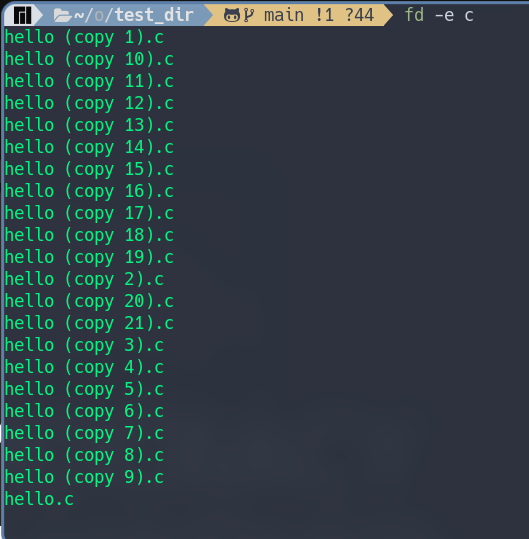 ~/o/test_dir main !1 ?44 fd -e c
hello (copy 1).c
hello (copy 10).c
hello (copy 11).c
hello (copy 12).c
hello (copy 13).c
hello (copy 14).c
hello (copy 15).c
hello (copy 16).c
hello (copy 17).c
hello (copy 18).c
hello (copy 19).c
hello (copy 2).c
hello (copy 20).c
hello (copy 21).c
hello (copy 3).c
hello (copy 4).c
hello (copy 5).c
hello (copy 6).c
hello (copy 7).c
hello (copy 8).c
hello (copy 9).c
hello.c